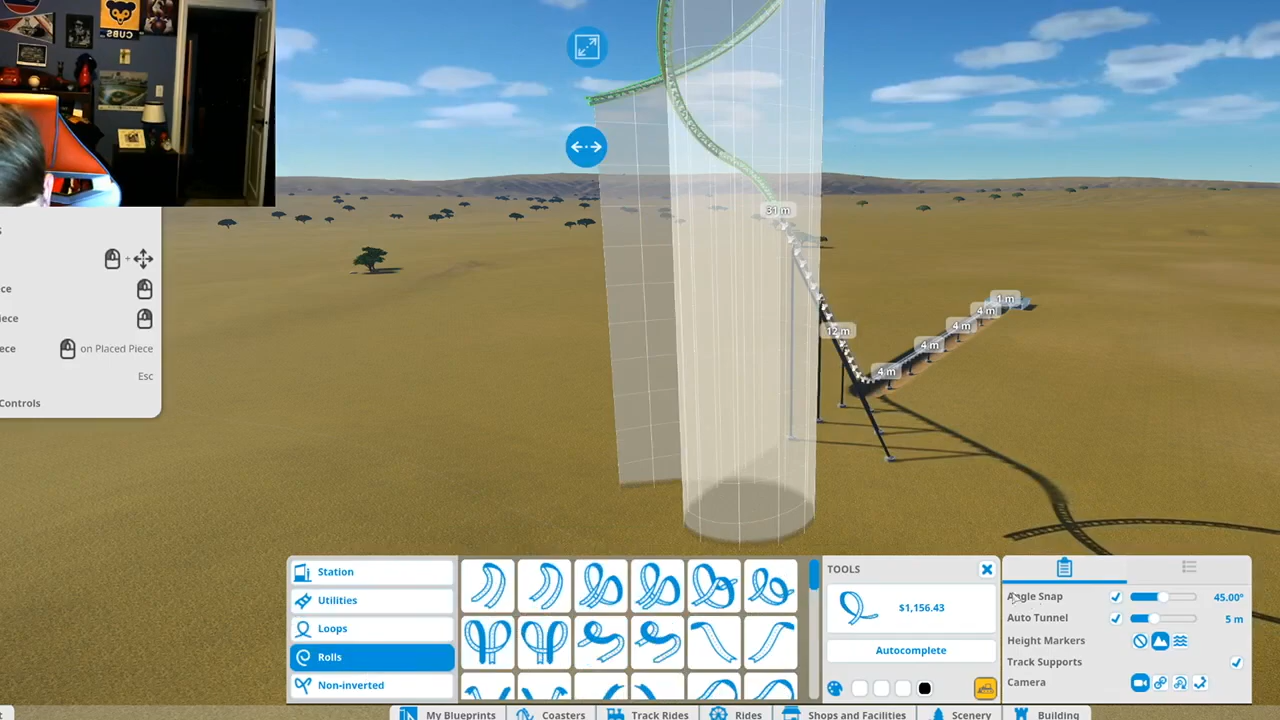 CUBS
s
ece
31 m
iece
1 m
4 m
4 m
12 m
4 m
ece
on Placed Piece
4 m
Esc
Controls
Station
Utilities
Loops
Rolls
Non-inverted
TOOLS
$1,156.43
Autocomplete
Angle Snap
45.00°
Auto Tunnel
5 m
Height Markers
Track Supports
Camera
t
My Blueprints
Coasters
Track Rides
Rides
Shops and Facilities
Scenery
Building